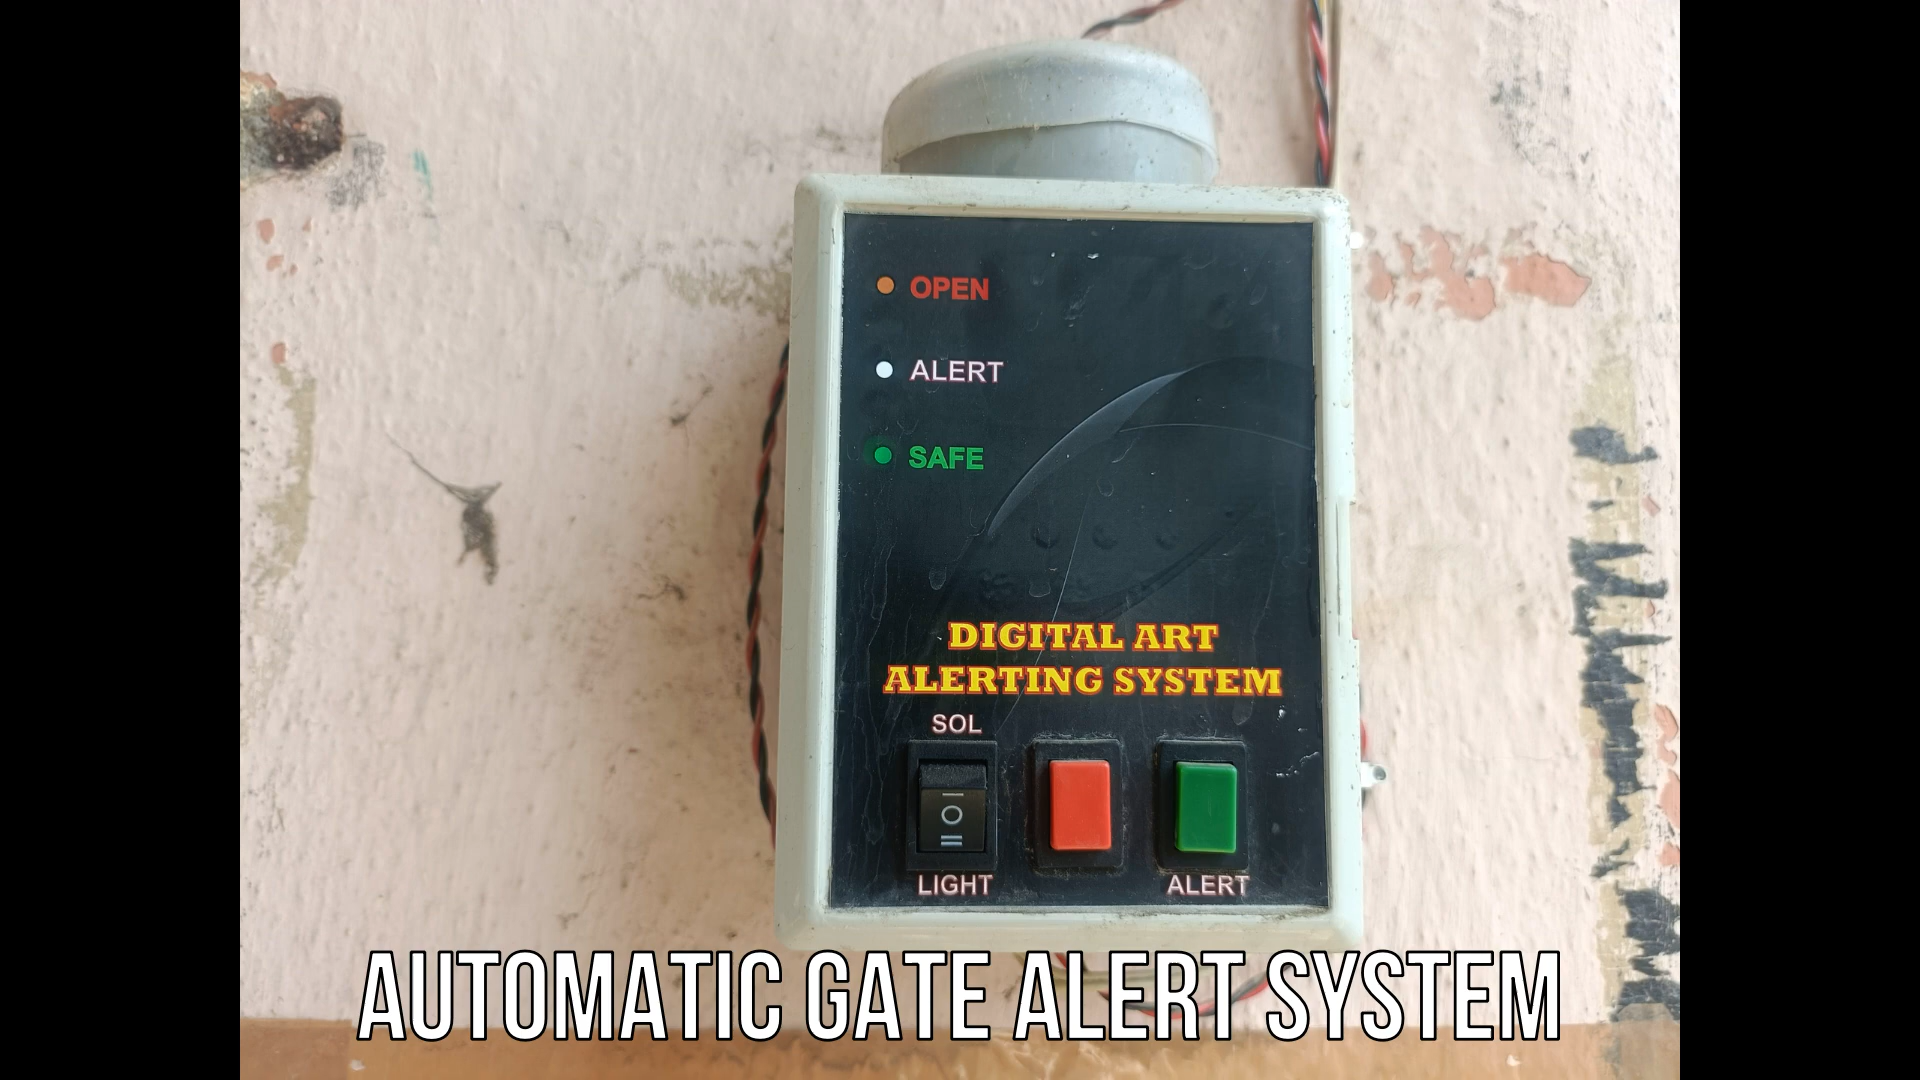 OPEN
ALERT
SAFE
DIGITAL ART
ALERTING SYSTEM
SOL
LIGHT
ALERT
AUTOMATIC GATE ALERT SYSTEM